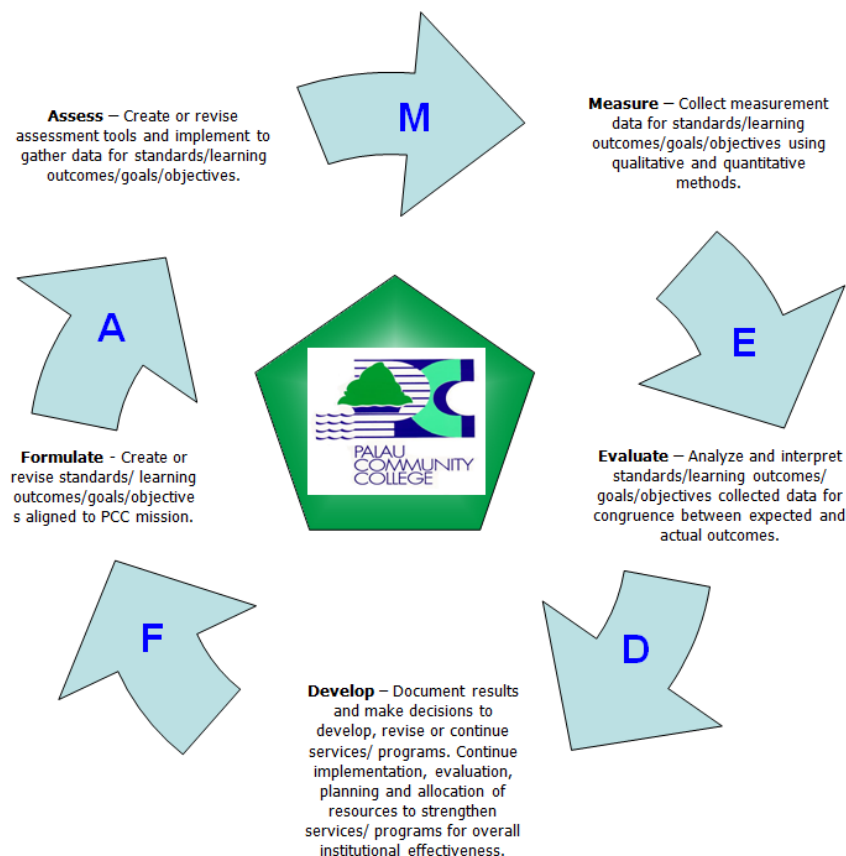 M
Assess – Create or revise
assessment tools and implement to
gather data for standards/learning
outcomes/goals/objectives.
Measure – Collect measurement
data for standards/learning
outcomes/goals/objectives using
qualitative and quantitative
methods.
A
E
PALAU
COMMUNITY
COLLEGE
Formulate - Create or
revise standards/ learning
outcomes/goals/objective
s aligned to PCC mission.
Evaluate – Analyze and interpret
standards/learning outcomes/
goals/objectives collected data for
congruence between expected and
actual outcomes.
F
D
Develop – Document results
and make decisions to
develop, revise or continue
services/ programs. Continue
implementation, evaluation,
planning and allocation of
resources to strengthen
services/ programs for overall
institutional effectiveness.